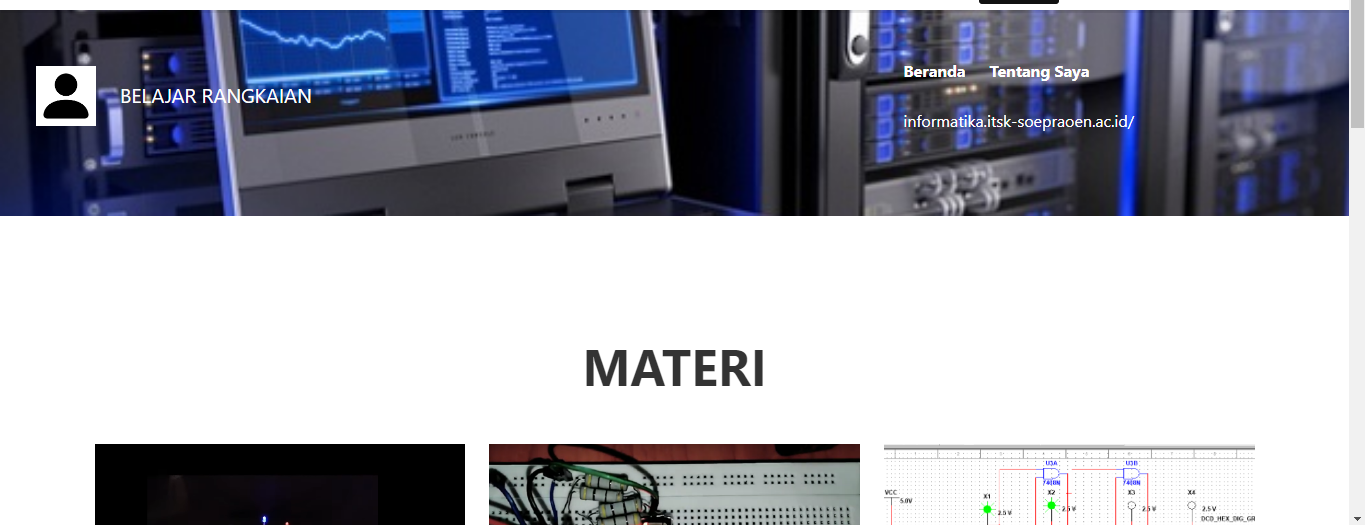 BELAJAR RANGKAIAN
Beranda Tentang Saya
informatika.itsk-soepraoen.ac.id/
MATERI
U3A U3B
7408N 7408N
VCC
5.0V
X1 X2 X3 X4
2.5 V 2.5 V 2.5 V 2.5 V
DCD_HEX_DIG_GR